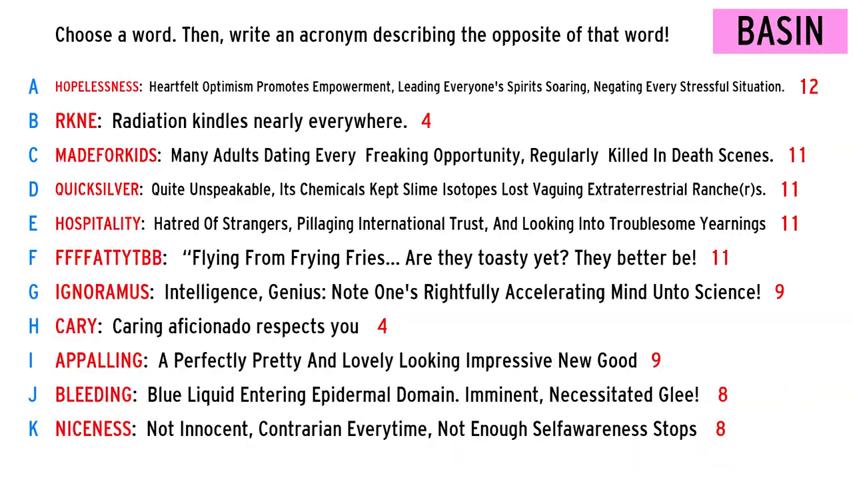 Choose a word. Then, write an acronym describing the opposite of that word!
BASIN
A HOPELESSNESS: Heartfelt Optimism Promotes Empowerment, Leading Everyone's Spirits Soaring, Negating Every Stressful Situation. 12
B RKNE: Radiation kindles nearly everywhere. 4
C MADEFORKIDS: Many Adults Dating Every Freaking Opportunity, Regularly Killed In Death Scenes. 11
D QUICKSILVER: Quite Unspeakable, Its Chemicals Kept Slime Isotopes Lost Vaguing Extraterrestrial Ranche(r)s. 11
E HOSPITALITY: Hatred Of Strangers, Pillaging International Trust, And Looking Into Troublesome Yearnings 11
F FFFFATTYTBB: “Flying From Frying Fries... Are they toasty yet? They better be! 11
G IGNORAMUS: Intelligence, Genius: Note One's Rightfully Accelerating Mind Unto Science! 9
H CARY: Caring aficionado respects you 4
I APPALLING: A Perfectly Pretty And Lovely Looking Impressive New Good 9
J BLEEDING: Blue Liquid Entering Epidermal Domain. Imminent, Necessitated Glee! 8
K NICENESS: Not Innocent, Contrarian Everytime, Not Enough Selfawareness Stops 8